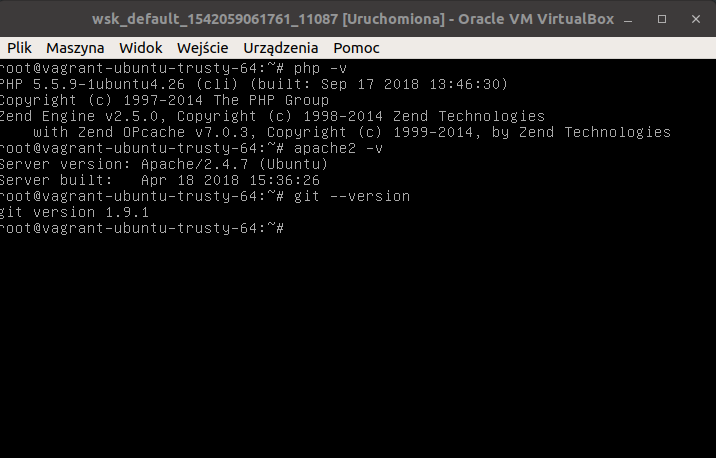 wsk_default_1542059061761_11087 [Uruchomiona] - Oracle VM VirtualBox
Plik Maszyna Widok Wejście Urządzenia Pomoc
root@vagrant-ubuntu-trusty-64:~# php -v
PHP 5.5.9-1ubuntu4.26 (cli) (built: Sep 17 2018 13:46:30)
Copyright (c) 1997-2014 The PHP Group
Zend Engine v2.5.0, Copyright (c) 1998-2014 Zend Technologies
    with Zend OPcache v7.0.3, Copyright (c) 1999-2014, by Zend Technologies
root@vagrant-ubuntu-trusty-64:~# apache2 -v
Server version: Apache/2.4.7 (Ubuntu)
Server built:   Apr 18 2018 15:36:26
root@vagrant-ubuntu-trusty-64:~# git --version
git version 1.9.1
root@vagrant-ubuntu-trusty-64:~#